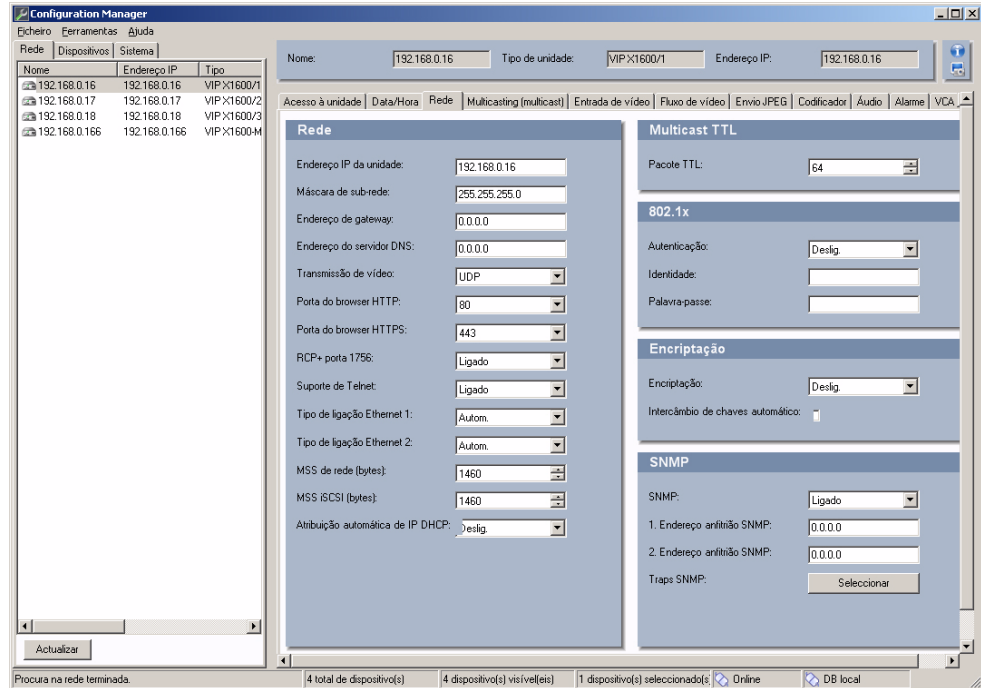 Configuration Manager
Ficheiro Ferramentas Ajuda
Rede Dispositivos Sistema
Nome Endereço IP Tipo
192.168.0.16 192.168.0.16 VIP X1600/1
192.168.0.17 192.168.0.17 VIP X1600/2
192.168.0.18 192.168.0.18 VIP X1600/3
192.168.0.166 192.168.0.166 VIP X1600-M
Actualizar
Nome: 192.168.0.16 Tipo de unidade: VIP X1600/1 Endereço IP: 192.168.0.16
Acesso à unidade Data/Hora Rede Multicasting (multicast) Entrada de vídeo Fluxo de vídeo Envio JPEG Codificador Áudio Alarme VCA
Rede
Endereço IP da unidade: 192.168.0.16
Máscara de sub-rede: 255.255.255.0
Endereço de gateway: 0.0.0.0
Endereço do servidor DNS: 0.0.0.0
Transmissão de vídeo: UDP
Porta do browser HTTP: 80
Porta do browser HTTPS: 443
RCP+ porta 1756: Ligado
Suporte de Telnet: Ligado
Tipo de ligação Ethernet 1: Autom.
Tipo de ligação Ethernet 2: Autom.
MSS de rede (bytes): 1460
MSS iSCSI (bytes): 1460
Atribuição automática de IP DHCP: Deslig.
Multicast TTL
Pacote TTL: 64
802.1x
Autenticação: Deslig.
Identidade:
Palavra-passe:
Encriptação
Encriptação: Deslig.
Intercâmbio de chaves automático:
SNMP
SNMP: Ligado
1. Endereço anfitrião SNMP: 0.0.0.0
2. Endereço anfitrião SNMP: 0.0.0.0
Traps SNMP: Seleccionar
Procura na rede terminada. 4 total de dispositivo(s) 4 dispositivo(s) visível(eis) 1 dispositivo(s) seleccionado(s Online DB local